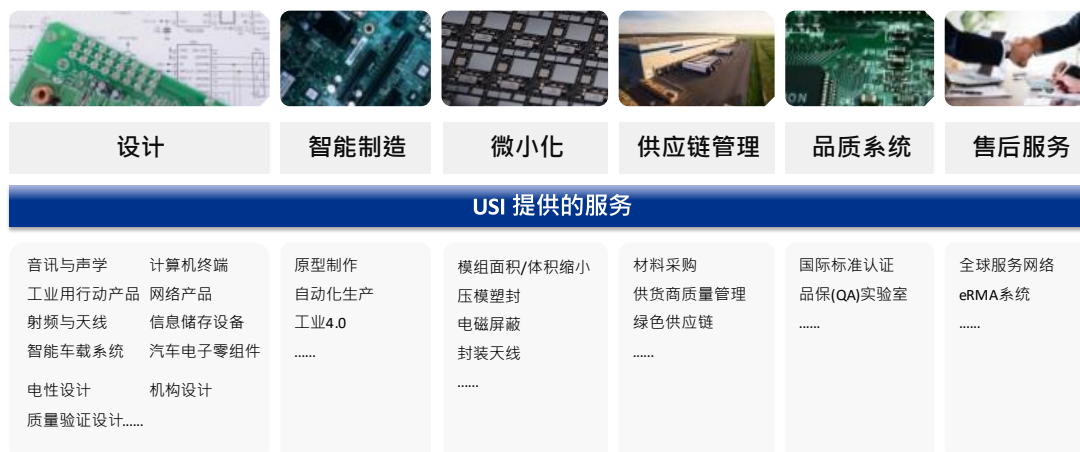 设计
智能制造
微小化
供应链管理
品质系统
售后服务
USI 提供的服务
音讯与声学 计算机终端
工业用行动产品 网络产品
射频与天线 信息储存设备
智能车载系统 汽车电子零组件
电性设计 机构设计
质量验证设计......
原型制作
自动化生产
工业4.0
......
模组面积/体积缩小
压模塑封
电磁屏蔽
封装天线
......
材料采购
供货商质量管理
绿色供应链
......
国际标准认证
品保(QA)实验室
......
全球服务网络
eRMA系统
......